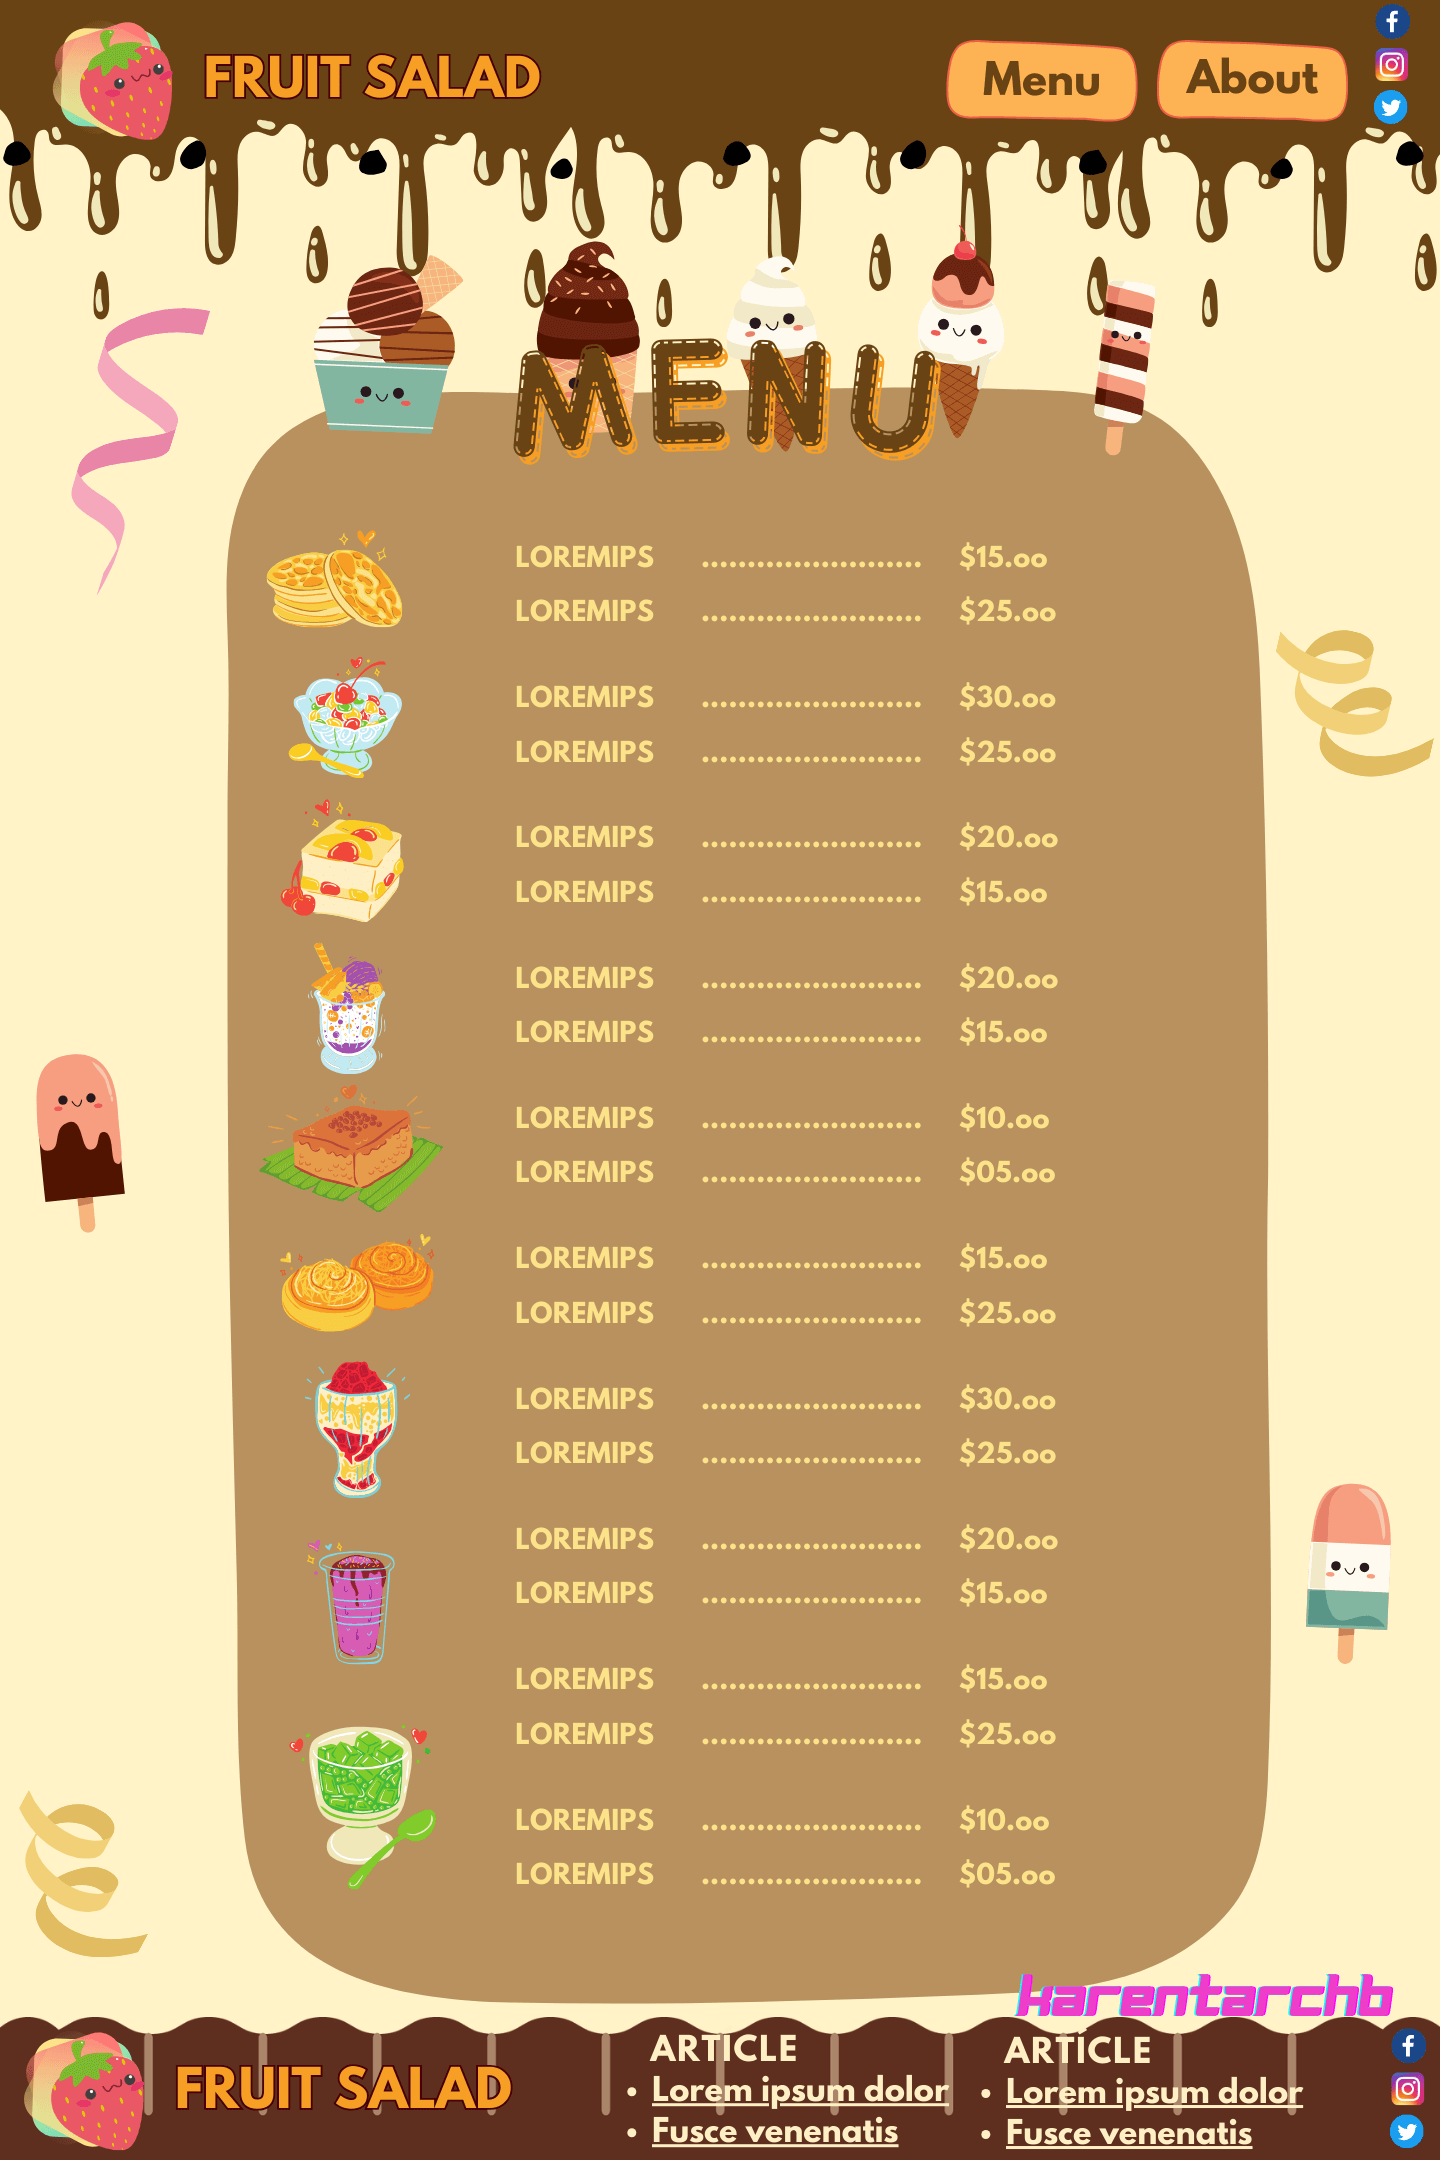 FRUIT SALAD
Menu
About
MENU
LOREMIPS ........................ $15.oo
LOREMIPS ........................ $25.oo
LOREMIPS ........................ $30.oo
LOREMIPS ........................ $25.oo
LOREMIPS ........................ $20.oo
LOREMIPS ........................ $15.oo
LOREMIPS ........................ $20.oo
LOREMIPS ........................ $15.oo
LOREMIPS ........................ $10.oo
LOREMIPS ........................ $05.oo
LOREMIPS ........................ $15.oo
LOREMIPS ........................ $25.oo
LOREMIPS ........................ $30.oo
LOREMIPS ........................ $25.oo
LOREMIPS ........................ $20.oo
LOREMIPS ........................ $15.oo
LOREMIPS ........................ $15.oo
LOREMIPS ........................ $25.oo
LOREMIPS ........................ $10.oo
LOREMIPS ........................ $05.oo
karentarchb
FRUIT SALAD
ARTICLE
• Lorem ipsum dolor
• Fusce venenatis
ARTICLE
• Lorem ipsum dolor
• Fusce venenatis